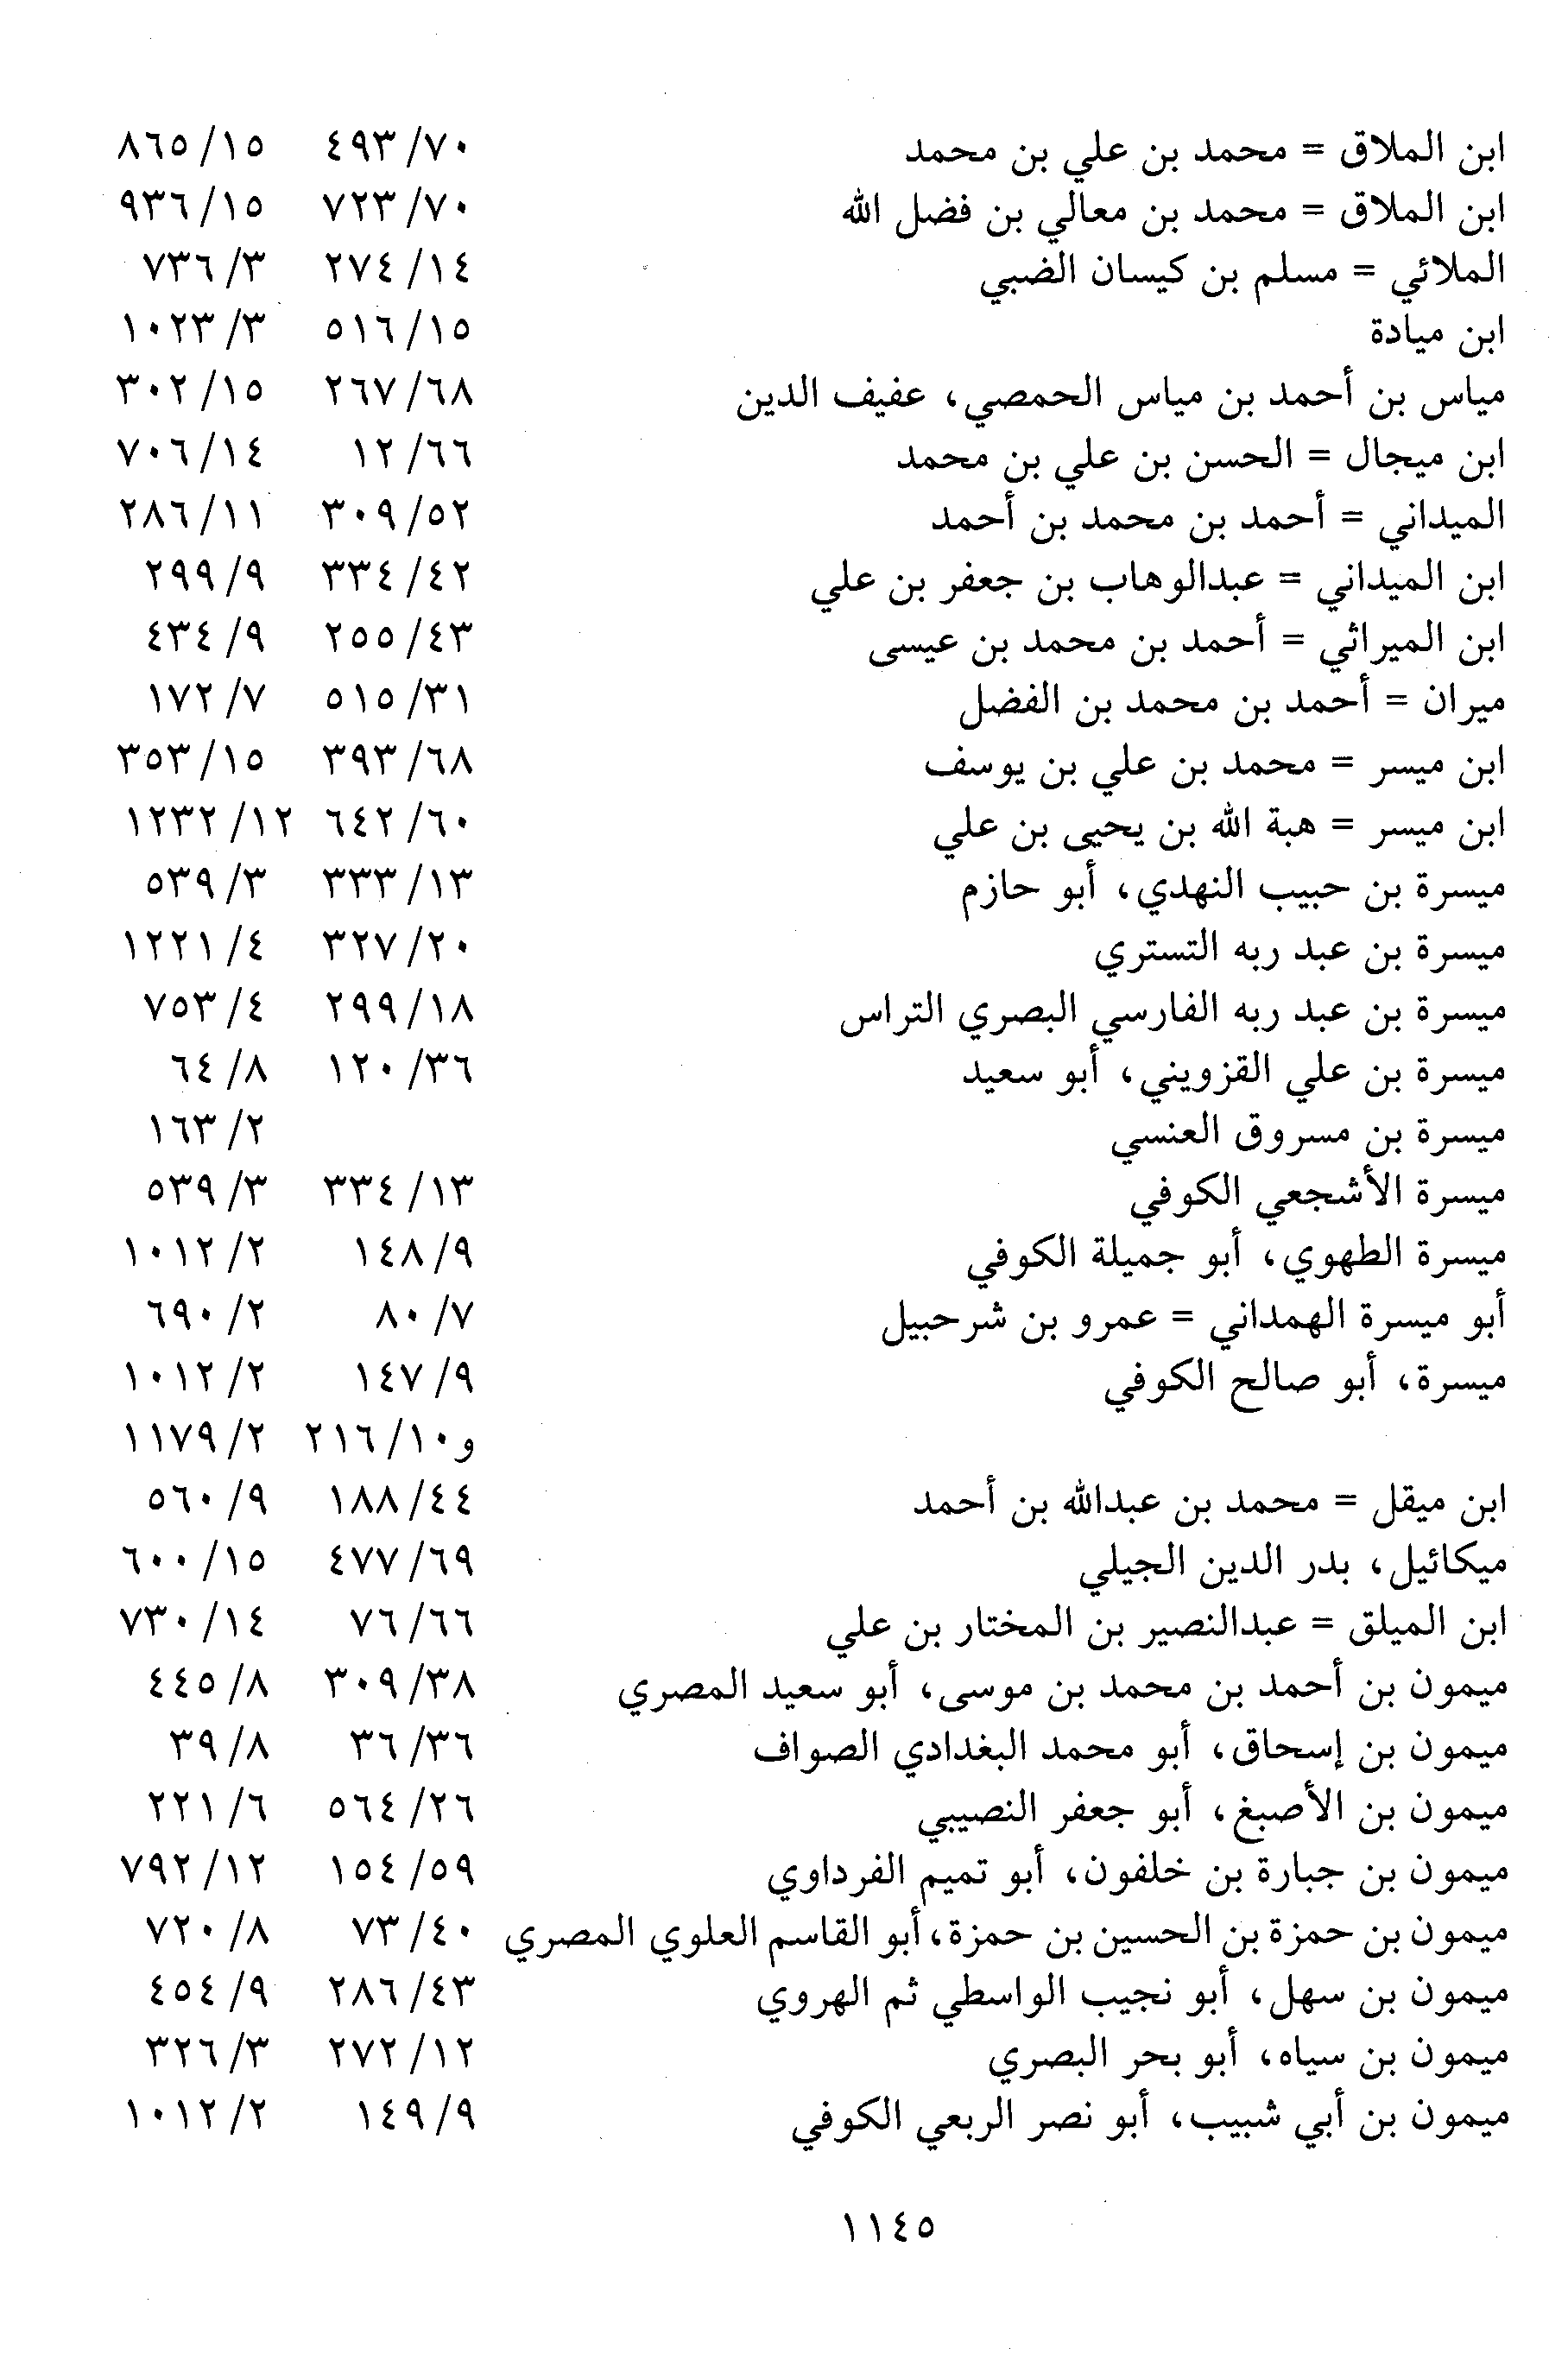 ابن الملاق = محمد بن علي بن محمد ٧٠/ ٤٩٣ ١٥/ ٨٦٥
ابن الملاق = محمد بن معالي بن فضل الله ٧٠/ ٧٢٣ ١٥/ ٩٣٦
الملائي = مسلم بن كيسان الضبي ١٤/ ٢٧٤ ٣/ ٧٣٦
ابن ميادة ١٥/ ٥١٦ ٣/ ١٠٢٣
مياس بن أحمد بن مياس الحمصي، عفيف الدين ٦٨/ ٢٦٧ ١٥/ ٣٠٢
ابن ميجال = الحسن بن علي بن محمد ٦٦/ ١٢ ١٤/ ٧٠٦
الميداني = أحمد بن محمد بن أحمد ٥٢/ ٣٠٩ ١١/ ٢٨٦
ابن الميداني = عبدالوهاب بن جعفر بن علي ٤٢/ ٣٣٤ ٩/ ٢٩٩
ابن الميراثي = أحمد بن محمد بن عيسى ٤٣/ ٢٥٥ ٩/ ٤٣٤
ميران = أحمد بن محمد بن الفضل ٣١/ ٥١٥ ٧/ ١٧٢
ابن ميسر = محمد بن علي بن يوسف ٦٨/ ٣٩٣ ١٥/ ٣٥٣
ابن ميسر = هبة الله بن يحيى بن علي ٦٠/ ٦٤٢ ١٢/ ١٢٣٢
ميسرة بن حبيب النهدي، أبو حازم ١٣/ ٣٣٣ ٣/ ٥٣٩
ميسرة بن عبد ربه التستري ٢٠/ ٣٢٧ ٤/ ١٢٢١
ميسرة بن عبد ربه الفارسي البصري التراس ١٨/ ٢٩٩ ٤/ ٧٥٣
ميسرة بن علي القزويني، أبو سعيد ٣٦/ ١٢٠ ٨/ ٦٤
ميسرة بن مسروق العنسي ٢/ ١٦٣
ميسرة الأشجعي الكوفي ١٣/ ٣٣٤ ٣/ ٥٣٩
ميسرة الطهوي، أبو جميلة الكوفي ٩/ ١٤٨ ٢/ ١٠١٢
أبو ميسرة الهمداني = عمرو بن شرحبيل ٧/ ٨٠ ٢/ ٦٩٠
ميسرة، أبو صالح الكوفي ٩/ ١٤٧ ٢/ ١٠١٢
و١٠/ ٢١٦ ٢/ ١١٧٩
ابن ميقل = محمد بن عبدالله بن أحمد ٤٤/ ١٨٨ ٩/ ٥٦٠
ميكائيل، بدر الدين الجيلي ٦٩/ ٤٧٧ ١٥/ ٦٠٠
ابن الميلق = عبدالنصير بن المختار بن علي ٦٦/ ٧٦ ١٤/ ٧٣٠
ميمون بن أحمد بن محمد بن موسى، أبو سعيد المصري ٣٨/ ٣٠٩ ٨/ ٤٤٥
ميمون بن إسحاق، أبو محمد البغدادي الصواف ٣٦/ ٣٦ ٨/ ٣٩
ميمون بن الأصبغ، أبو جعفر النصيبي ٢٦/ ٥٦٤ ٦/ ٢٢١
ميمون بن جبارة بن خلفون، أبو تميم الفرداوي ٥٩/ ١٥٤ ١٢/ ٧٩٢
ميمون بن حمزة بن الحسين بن حمزة، أبو القاسم العلوي المصري ٤٠/ ٧٣ ٨/ ٧٢٠
ميمون بن سهل، أبو نجيب الواسطي ثم الهروي ٤٣/ ٢٨٦ ٩/ ٤٥٤
ميمون بن سياه، أبو بحر البصري ١٢/ ٢٧٢ ٣/ ٣٢٦
ميمون بن أبي شبيب، أبو نصر الربعي الكوفي ٩/ ١٤٩ ٢/ ١٠١٢
١١٤٥